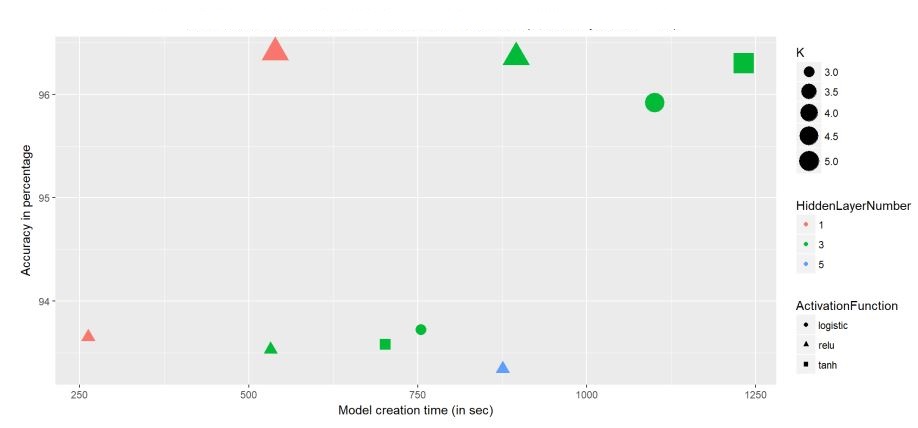 K
3.0
3.5
4.0
4.5
5.0
HiddenLayerNumber
1
3
5
ActivationFunction
logistic
relu
tanh
Accuracy in percentage
96
95
94
250
500
750
1000
1250
Model creation time (in sec)